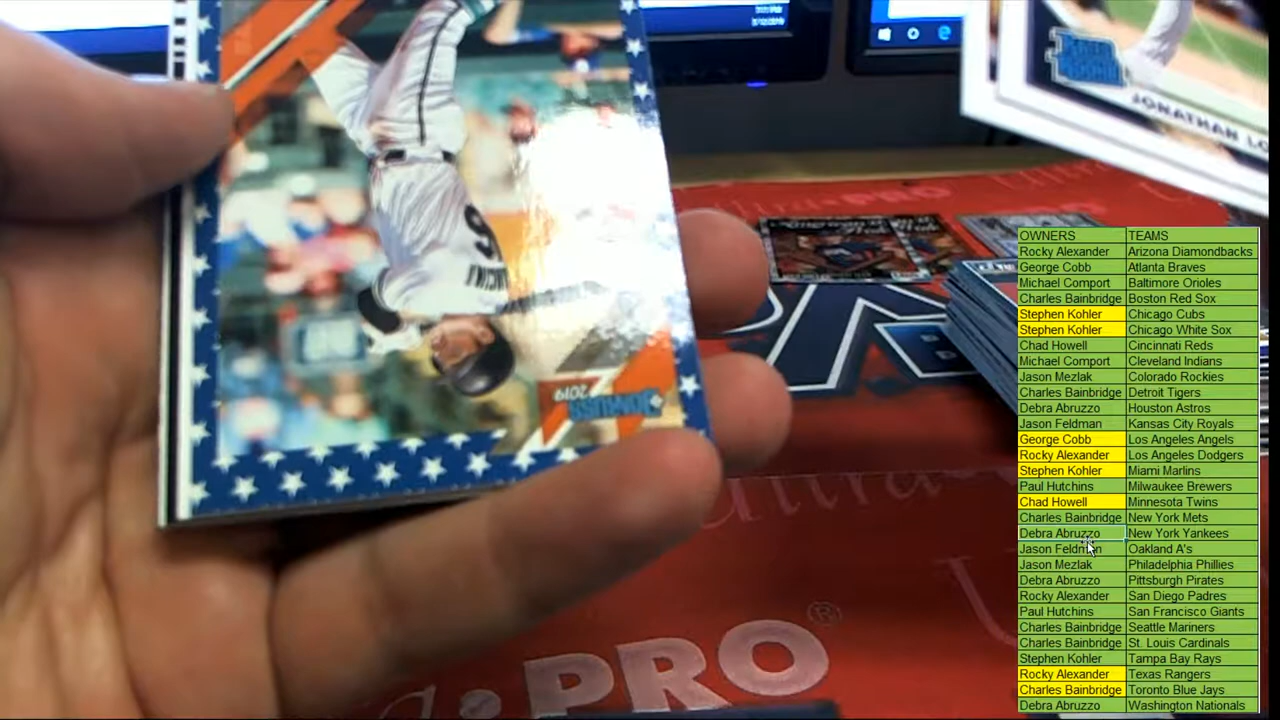 JONATHAN LO
PRO
MANCINI
16
DONRUSS
2019
PRO
®
OWNERS TEAMS
Rocky Alexander Arizona Diamondbacks
George Cobb Atlanta Braves
Michael Comport Baltimore Orioles
Charles Bainbridge Boston Red Sox
Stephen Kohler Chicago Cubs
Stephen Kohler Chicago White Sox
Chad Howell Cincinnati Reds
Michael Comport Cleveland Indians
Jason Mezlak Colorado Rockies
Charles Bainbridge Detroit Tigers
Debra Abruzzo Houston Astros
Jason Feldman Kansas City Royals
George Cobb Los Angeles Angels
Rocky Alexander Los Angeles Dodgers
Stephen Kohler Miami Marlins
Paul Hutchins Milwaukee Brewers
Chad Howell Minnesota Twins
Charles Bainbridge New York Mets
Debra Abruzzo New York Yankees
Jason Feldman Oakland A's
Jason Mezlak Philadelphia Phillies
Debra Abruzzo Pittsburgh Pirates
Rocky Alexander San Diego Padres
Paul Hutchins San Francisco Giants
Charles Bainbridge Seattle Mariners
Charles Bainbridge St. Louis Cardinals
Stephen Kohler Tampa Bay Rays
Rocky Alexander Texas Rangers
Charles Bainbridge Toronto Blue Jays
Debra Abruzzo Washington Nationals